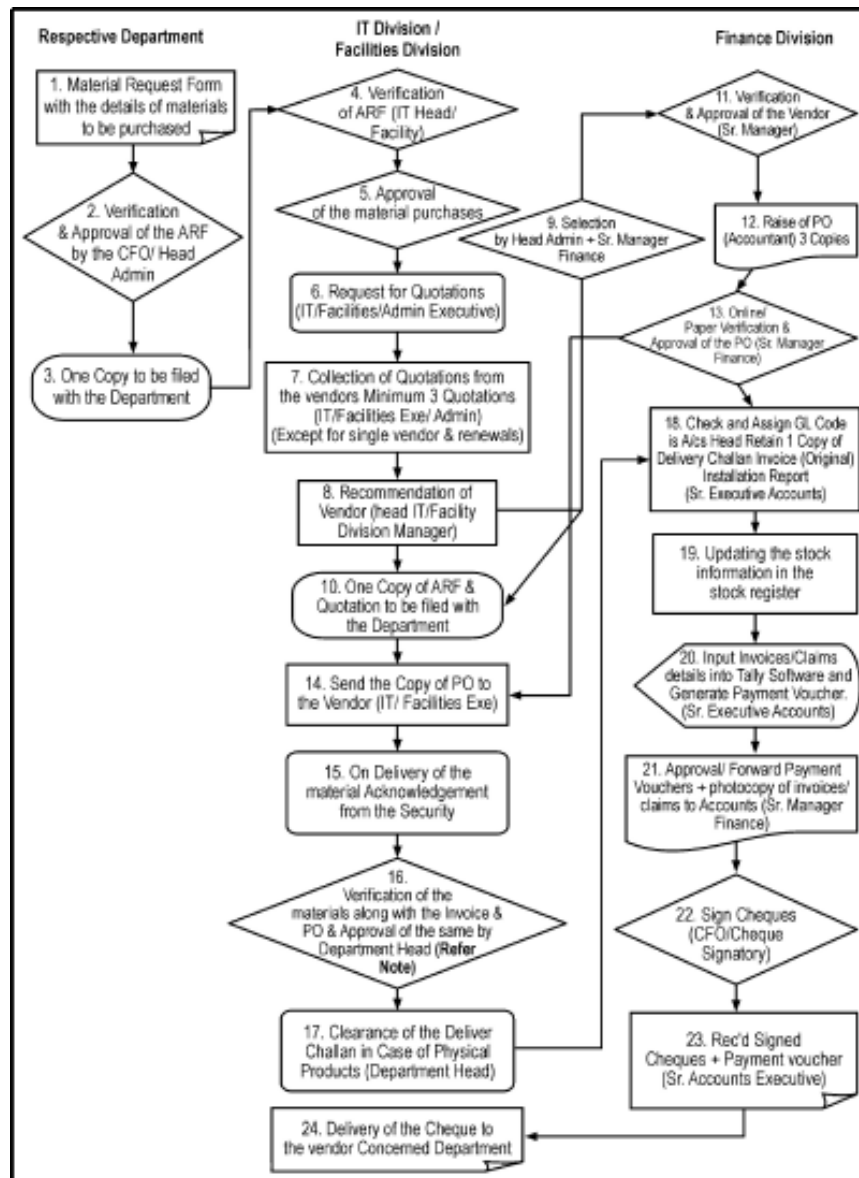 Respective Department
IT Division /
Facilities Division
Finance Division
1. Material Request Form
with the details of materials
to be purchased
2. Verification
& Approval of the ARF
by the CFO/ Head
Admin
3. One Copy to be filed
with the Department
4. Verification
of ARF (IT Head/
Facility)
5. Approval
of the material purchases
6. Request for Quotations
(IT/Facilities/Admin Executive)
7. Collection of Quotations from
the vendors Minimum 3 Quotations
(IT/Facilities Exe/ Admin)
(Except for single vendor & renewals)
8. Recommendation of
Vendor (head IT/Facility
Division Manager)
9. Selection
by Head Admin + Sr. Manager
Finance
10. One Copy of ARF &
Quotation to be filed with
the Department
11. Verification
& Approval of the Vendor
(Sr. Manager)
12. Raise of PO
(Accountant) 3 Copies
13. Online/
Paper Verification &
Approval of the PO (Sr. Manager
Finance)
14. Send the Copy of PO to
the Vendor (IT/ Facilities Exe)
15. On Delivery of the
material Acknowledgement
from the Security
16.
Verification of the
materials along with the Invoice &
PO & Approval of the same by
Department Head (Refer
Note)
17. Clearance of the Deliver
Challan in Case of Physical
Products (Department Head)
18. Check and Assign GL Code
is A/cs Head Retain 1 Copy of
Delivery Challan Invoice (Original)
Installation Report
(Sr. Executive Accounts)
19. Updating the stock
information in the
stock register
20. Input Invoices/Claims
details into Tally Software and
Generate Payment Voucher.
(Sr. Executive Accounts)
21. Approval/ Forward Payment
Vouchers + photocopy of invoices/
claims to Accounts (Sr. Manager
Finance)
22. Sign Cheques
(CFO/Cheque
Signatory)
23. Rec'd Signed
Cheques + Payment voucher
(Sr. Accounts Executive)
24. Delivery of the Cheque to
the vendor Concerned Department